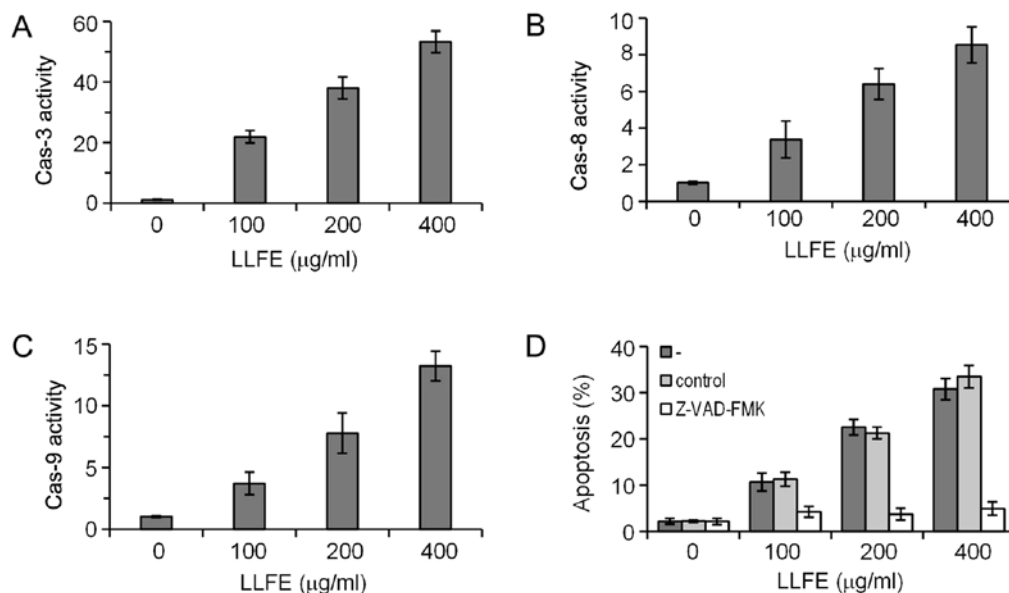 A
Cas-3 activity
60
40
20
0
0 100 200 400
LLFE (μg/ml)
B
Cas-8 activity
10
8
6
4
2
0
0 100 200 400
LLFE (μg/ml)
C
Cas-9 activity
15
10
5
0
0 100 200 400
LLFE (μg/ml)
D
Apoptosis (%)
40
30
20
10
0
-
control
Z-VAD-FMK
0 100 200 400
LLFE (μg/ml)